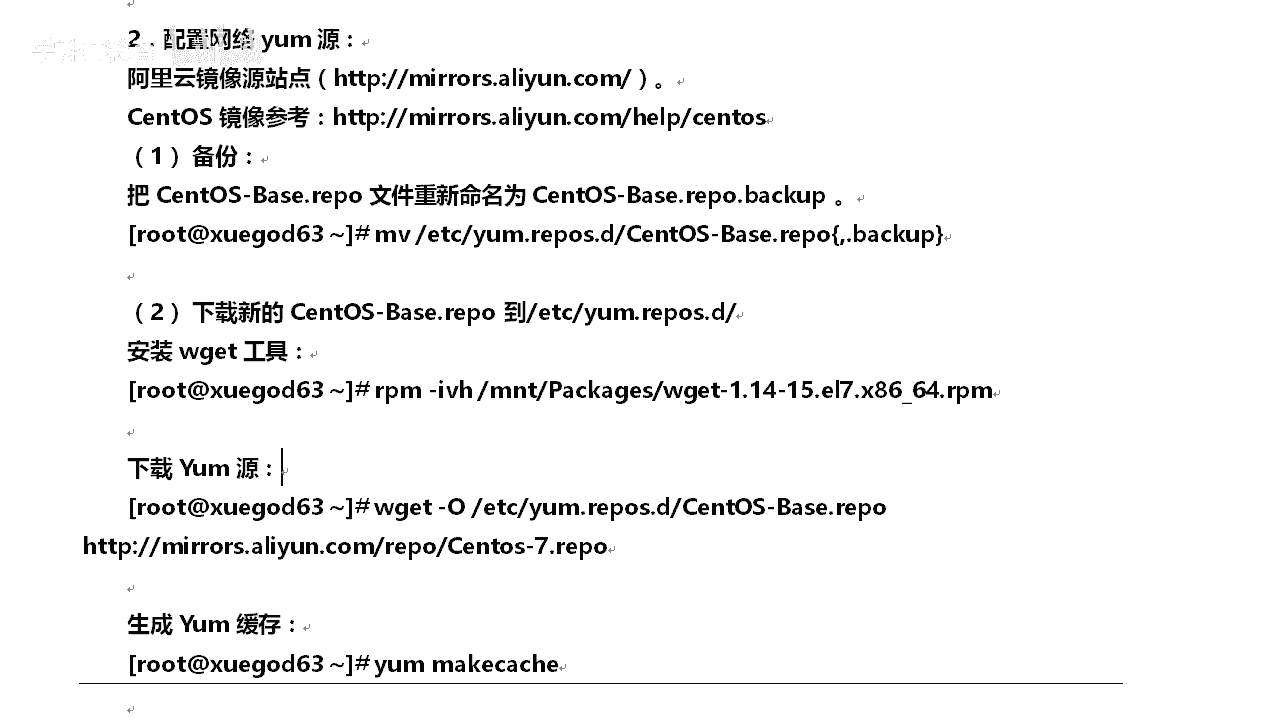 2．配置网络 yum 源：
阿里云镜像源站点（http://mirrors.aliyun.com/）。
CentOS 镜像参考：http://mirrors.aliyun.com/help/centos
（1）备份：
把 CentOS-Base.repo 文件重新命名为 CentOS-Base.repo.backup 。
[root@xuegod63 ~]# mv /etc/yum.repos.d/CentOS-Base.repo{,.backup}
（2）下载新的 CentOS-Base.repo 到/etc/yum.repos.d/
安装 wget 工具：
[root@xuegod63 ~]# rpm -ivh /mnt/Packages/wget-1.14-15.el7.x86_64.rpm
下载 Yum 源：
[root@xuegod63 ~]# wget -O /etc/yum.repos.d/CentOS-Base.repo
http://mirrors.aliyun.com/repo/Centos-7.repo
生成 Yum 缓存：
[root@xuegod63 ~]# yum makecache